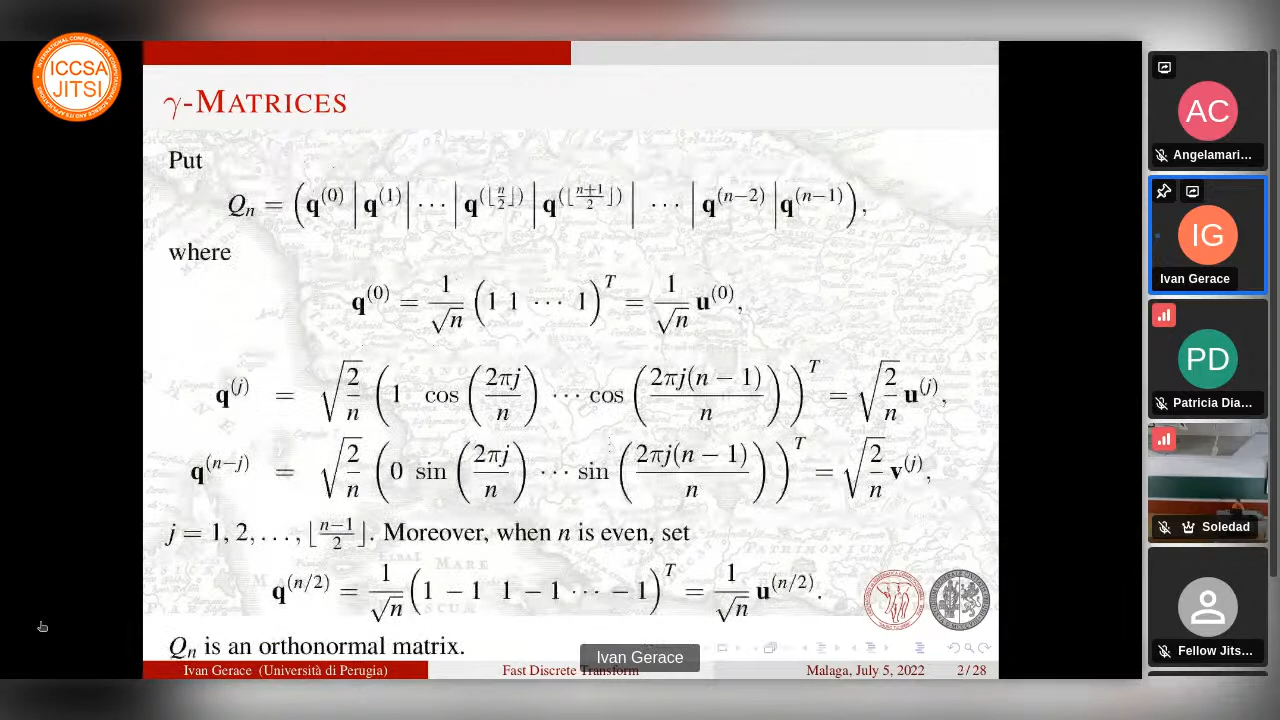 ICCSA
JITSI
γ-MATRICES
Put
Q_n = ( q^(0) | q^(1) | ⋯ | q^(⌊n/2⌋) | q^(⌊(n+1)/2⌋) | ⋯ | q^(n−2) | q^(n−1) ),
where
q^(0) = 1/√n (1 1 ⋯ 1)^T = 1/√n u^(0),
q^(j) = √(2/n) (1 cos(2πj/n) ⋯ cos(2πj(n−1)/n))^T = √(2/n) u^(j),
q^(n−j) = √(2/n) (0 sin(2πj/n) ⋯ sin(2πj(n−1)/n))^T = √(2/n) v^(j),
j = 1, 2, …, ⌊(n−1)/2⌋. Moreover, when n is even, set
q^(n/2) = 1/√n (1 −1 1 −1 ⋯ −1)^T = 1/√n u^(n/2).
Q_n is an orthonormal matrix.
Ivan Gerace (Università di Perugia) Fast Discrete Transform Malaga, July 5, 2022 2/28
Ivan Gerace
AC
Angelamari...
IG
Ivan Gerace
PD
Patricia Dia...
Soledad
Fellow Jits...